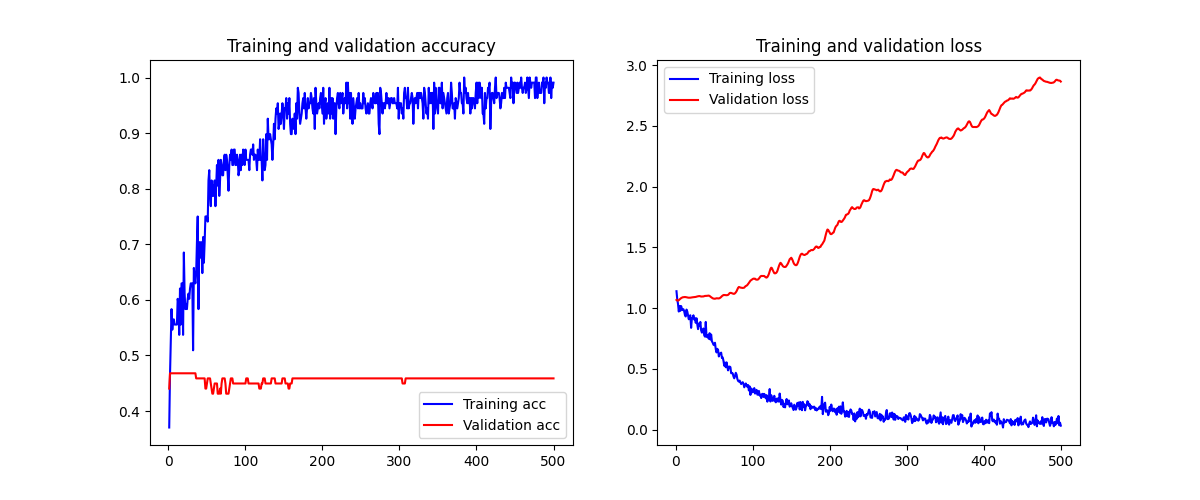 Training and validation accuracy
1.0
0.9
0.8
0.7
0.6
0.5
0.4
0 100 200 300 400 500
Training acc
Validation acc
Training and validation loss
3.0
2.5
2.0
1.5
1.0
0.5
0.0
0 100 200 300 400 500
Training loss
Validation loss